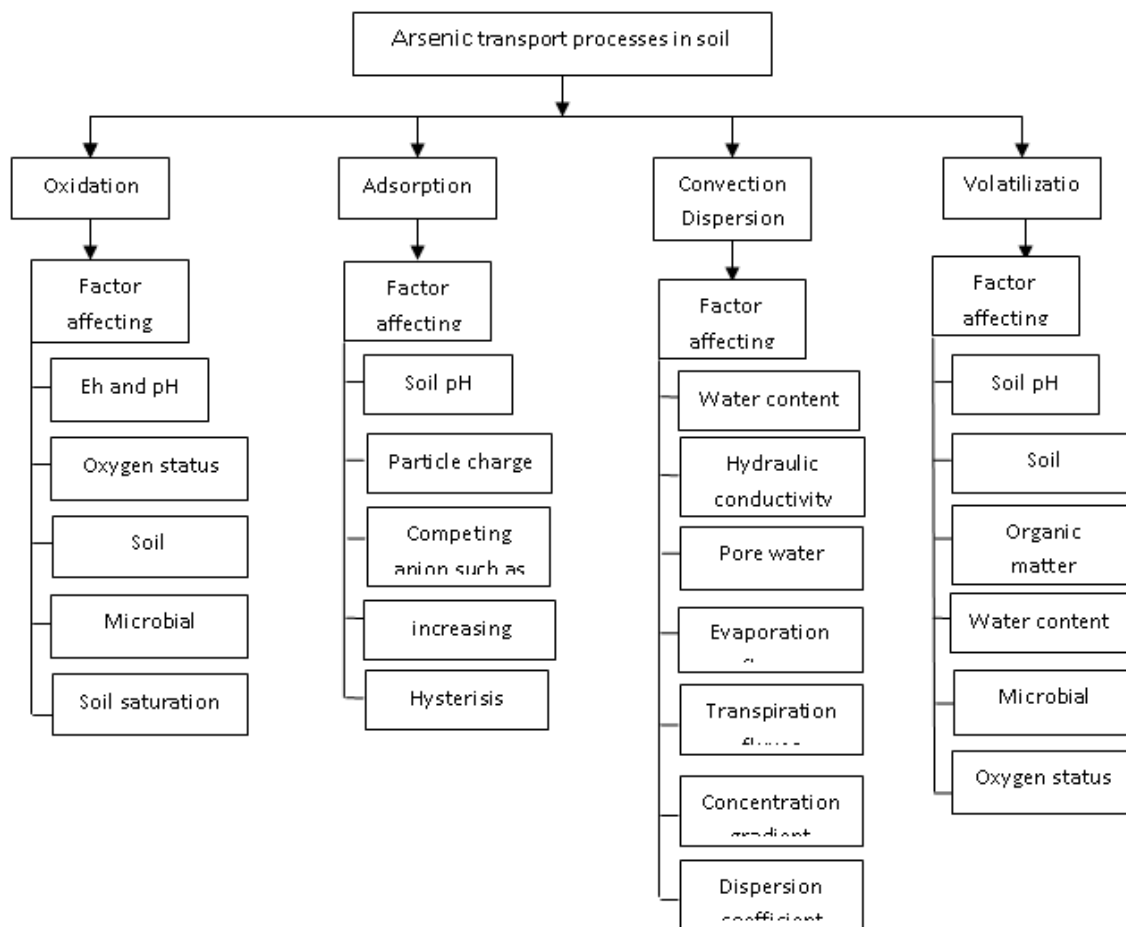 Arsenic transport processes in soil
Oxidation
Factor
affecting
Eh and pH
Oxygen status
Soil
Microbial
Soil saturation
Adsorption
Factor
affecting
Soil pH
Particle charge
Competing
anion such as
increasing
Hysterisis
Convection
Dispersion
Factor
affecting
Water content
Hydraulic
conductivity
Pore water
Evaporation
Transpiration
Concentration
gradient
Dispersion
coefficient
Volatilizatio
Factor
affecting
Soil pH
Soil
Organic
matter
Water content
Microbial
Oxygen status